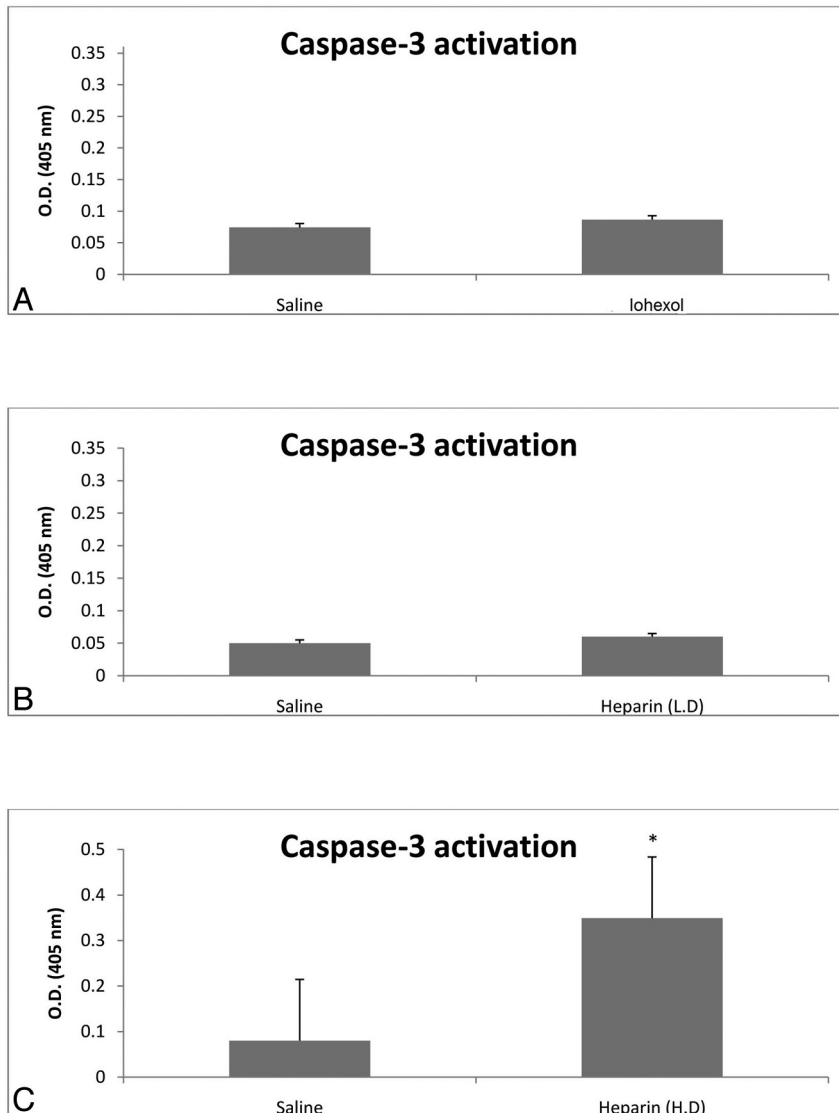 Caspase-3 activation
0.35
0.3
0.25
0.2
0.15
0.1
0.05
0
O.D. (405 nm)
Saline
Iohexol
A
Caspase-3 activation
0.35
0.3
0.25
0.2
0.15
0.1
0.05
0
O.D. (405 nm)
Saline
Heparin (L.D)
B
Caspase-3 activation
*
0.5
0.4
0.3
0.2
0.1
0
O.D. (405 nm)
Saline
Heparin (H.D)
C